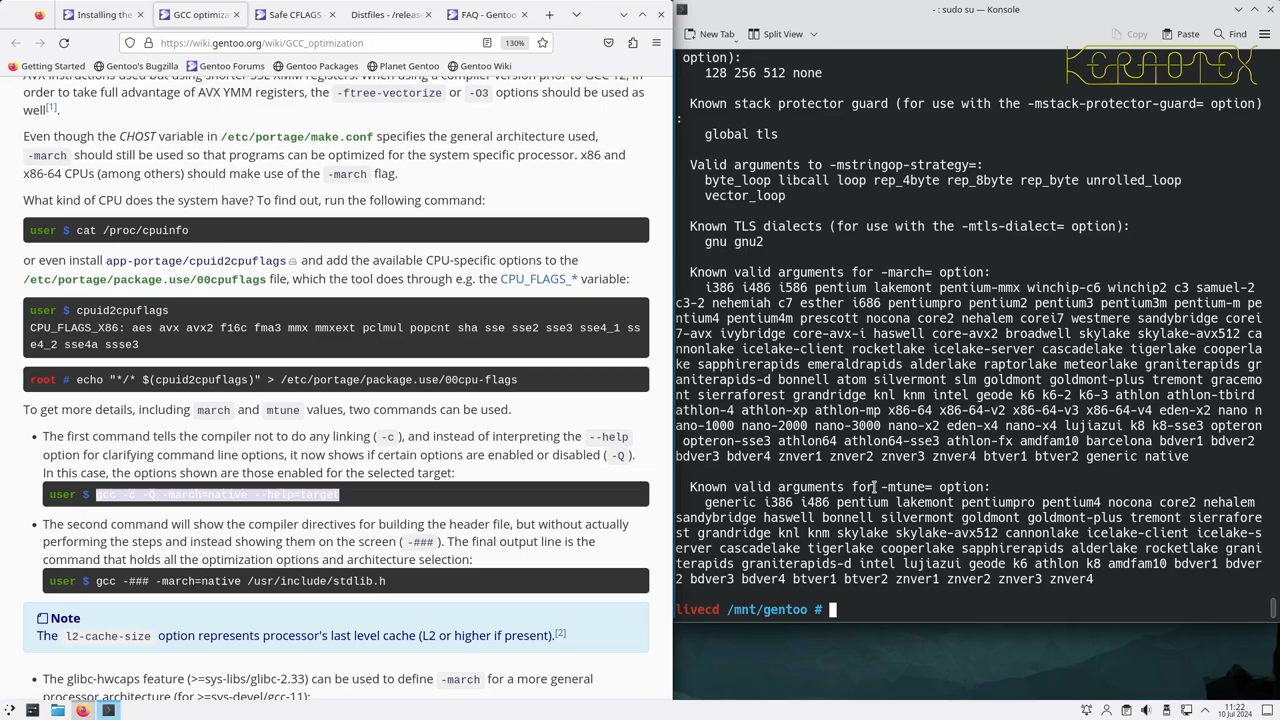 Installing the
GCC optimiz
Safe CFLAGS -
Distfiles - /relea
FAQ - Gentoo
https://wiki.gentoo.org/wiki/GCC_optimization
130%
Getting Started
Gentoo's Bugzilla
Gentoo Forums
Gentoo Packages
Planet Gentoo
Gentoo Wiki
AVX instructions used but using shorter SSE XMM registers. When using a compiler version prior to GCC 12, in
order to take full advantage of AVX YMM registers, the -ftree-vectorize or -O3 options should be used as
well[1].
Even though the CHOST variable in /etc/portage/make.conf specifies the general architecture used,
-march should still be used so that programs can be optimized for the system specific processor. x86 and
x86-64 CPUs (among others) should make use of the -march flag.
What kind of CPU does the system have? To find out, run the following command:
user $ cat /proc/cpuinfo
or even install app-portage/cpuid2cpuflags and add the available CPU-specific options to the
/etc/portage/package.use/00cpuflags file, which the tool does through e.g. the CPU_FLAGS_* variable:
user $ cpuid2cpuflags
CPU_FLAGS_X86: aes avx avx2 f16c fma3 mmx mmxext pclmul popcnt sha sse sse2 sse3 sse4_1 ss
e4_2 sse4a ssse3
root # echo "*/* $(cpuid2cpuflags)" > /etc/portage/package.use/00cpu-flags
To get more details, including march and mtune values, two commands can be used.
• The first command tells the compiler not to do any linking (-c), and instead of interpreting the --help
option for clarifying command line options, it now shows if certain options are enabled or disabled (-Q).
In this case, the options shown are those enabled for the selected target:
user $ gcc -c -Q -march=native --help=target
• The second command will show the compiler directives for building the header file, but without actually
performing the steps and instead showing them on the screen (-###). The final output line is the
command that holds all the optimization options and architecture selection:
user $ gcc -### -march=native /usr/include/stdlib.h
Note
The l2-cache-size option represents processor's last level cache (L2 or higher if present).[2]
• The glibc-hwcaps feature (>=sys-libs/glibc-2.33) can be used to define -march for a more general
processor architecture (for >=sys-devel/gcc-11):
- : sudo su — Konsole
New Tab
Split View
Copy
Paste
Find
KERNOTEX
option):
128 256 512 none
Known stack protector guard (for use with the -mstack-protector-guard= option)
:
global tls
Valid arguments to -mstringop-strategy=:
byte_loop libcall loop rep_4byte rep_8byte rep_byte unrolled_loop
vector_loop
Known TLS dialects (for use with the -mtls-dialect= option):
gnu gnu2
Known valid arguments for -march= option:
i386 i486 i586 pentium lakemont pentium-mmx winchip-c6 winchip2 c3 samuel-2
c3-2 nehemiah c7 esther i686 pentiumpro pentium2 pentium3 pentium3m pentium-m pe
ntium4 pentium4m prescott nocona core2 nehalem corei7 westmere sandybridge corei
7-avx ivybridge core-avx-i haswell core-avx2 broadwell skylake skylake-avx512 ca
nnonlake icelake-client rocketlake icelake-server cascadelake tigerlake cooperla
ke sapphirerapids emeraldrapids alderlake raptorlake meteorlake graniterapids gr
aniterapids-d bonnell atom silvermont slm goldmont goldmont-plus tremont gracemo
nt sierraforest grandridge knl knm intel geode k6 k6-2 k6-3 athlon athlon-tbird
athlon-4 athlon-xp athlon-mp x86-64 x86-64-v2 x86-64-v3 x86-64-v4 eden-x2 nano n
ano-1000 nano-2000 nano-3000 nano-x2 eden-x4 nano-x4 lujiazui k8 k8-sse3 opteron
opteron-sse3 athlon64 athlon64-sse3 athlon-fx amdfam10 barcelona bdver1 bdver2
bdver3 bdver4 znver1 znver2 znver3 znver4 btver1 btver2 generic native
Known valid arguments for -mtune= option:
generic i386 i486 pentium lakemont pentiumpro pentium4 nocona core2 nehalem
sandybridge haswell bonnell silvermont goldmont goldmont-plus tremont sierrafore
st grandridge knl knm skylake skylake-avx512 cannonlake icelake-client icelake-s
erver cascadelake tigerlake cooperlake sapphirerapids alderlake rocketlake grani
terapids graniterapids-d intel lujiazui geode k6 athlon k8 amdfam10 bdver1 bdver
2 bdver3 bdver4 btver1 btver2 znver1 znver2 znver3 znver4
livecd /mnt/gentoo #
11:22
10 Jul 2024